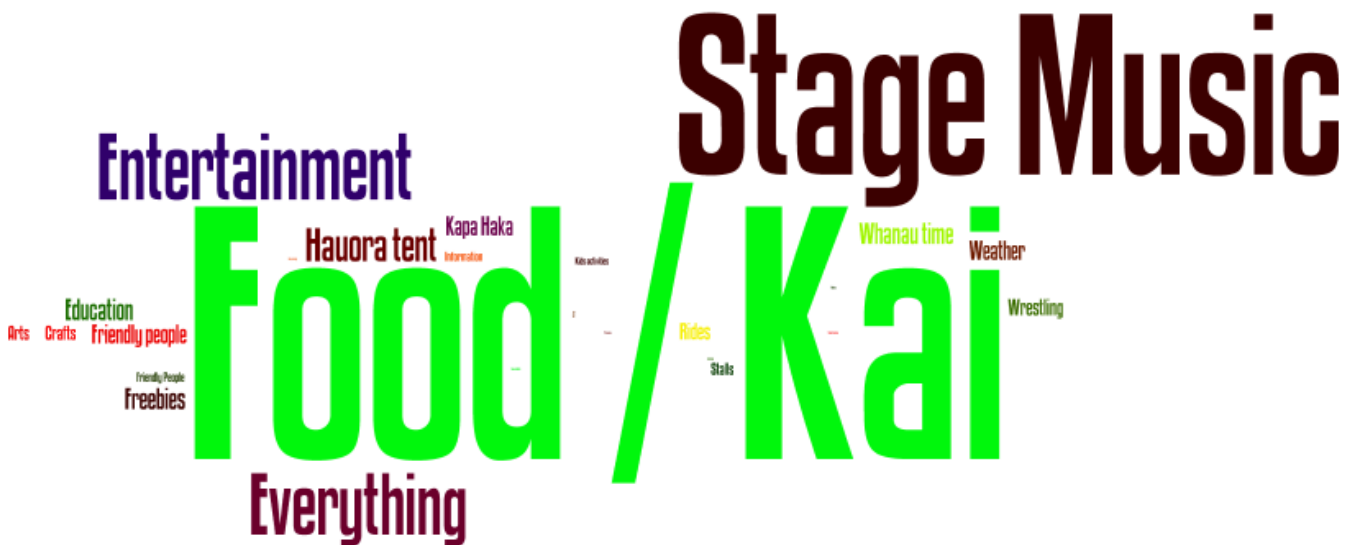 Stage Music
Entertainment
Food / Kai
Kapa Haka
Hauora tent
Information
Whanau time
Weather
Kids activities
Education
Wrestling
Arts
Crafts
Friendly people
Rides
Stalls
Friendly People
Freebies
Everything